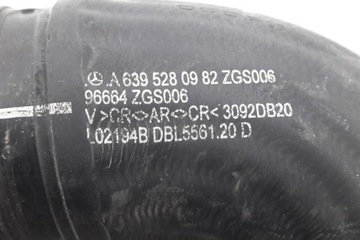 A 639 528 09 82 ZGS006
96664 ZGS006
V >CR<>AR<>CR< 3092DB20
L02194B DBL5561.20 D